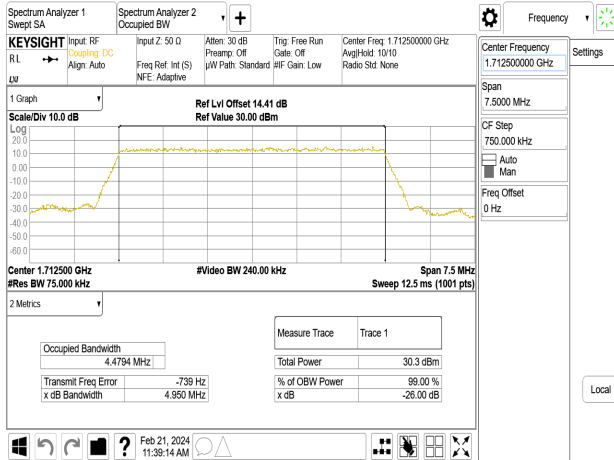 Spectrum Analyzer 1
Swept SA
Spectrum Analyzer 2
Occupied BW
+
Frequency
KEYSIGHT
RL
LXI
Input: RF
Coupling: DC
Align: Auto
Input Z: 50 Ω
Freq Ref: Int (S)
NFE: Adaptive
Atten: 30 dB
Preamp: Off
µW Path: Standard
Trig: Free Run
Gate: Off
#IF Gain: Low
Center Freq: 1.712500000 GHz
Avg|Hold: 10/10
Radio Std: None
Center Frequency
1.712500000 GHz
Settings
Span
7.5000 MHz
CF Step
750.000 kHz
Auto
Man
Freq Offset
0 Hz
Local
1 Graph
Scale/Div 10.0 dB
Ref Lvl Offset 14.41 dB
Ref Value 30.00 dBm
Log
20.0
10.0
0.00
-10.0
-20.0
-30.0
-40.0
-50.0
-60.0
Center 1.712500 GHz
#Video BW 240.00 kHz
Span 7.5 MHz
#Res BW 75.000 kHz
Sweep 12.5 ms (1001 pts)
2 Metrics
Measure Trace Trace 1
Occupied Bandwidth
4.4794 MHz
Total Power 30.3 dBm
Transmit Freq Error -739 Hz
% of OBW Power 99.00 %
x dB Bandwidth 4.950 MHz
x dB -26.00 dB
?
Feb 21, 2024
11:39:14 AM